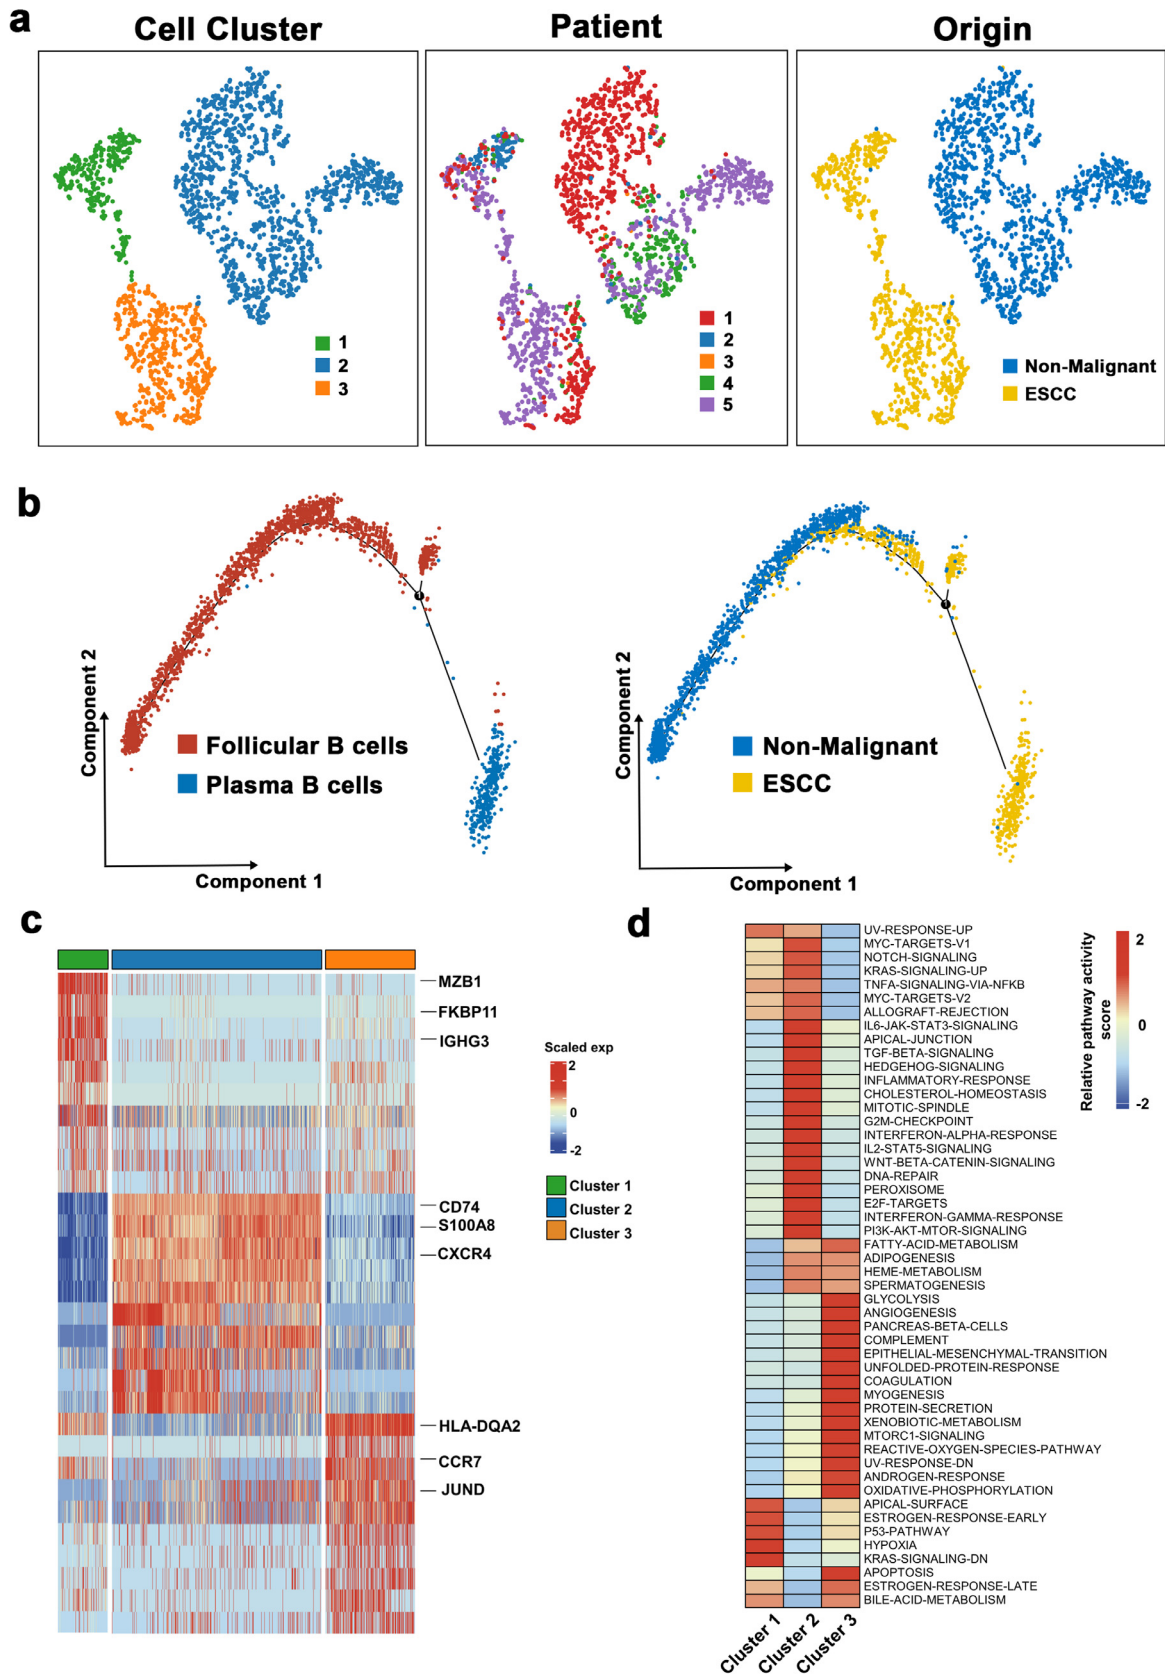 a
Cell Cluster
Patient
Origin
1
2
3
1
2
3
4
5
Non-Malignant
ESCC
b
Component 2
Component 1
Follicular B cells
Plasma B cells
1
Component 2
Component 1
Non-Malignant
ESCC
1
c
MZB1
FKBP11
IGHG3
CD74
S100A8
CXCR4
HLA-DQA2
CCR7
JUND
Scaled exp
2
0
-2
Cluster 1
Cluster 2
Cluster 3
d
UV-RESPONSE-UP
MYC-TARGETS-V1
NOTCH-SIGNALING
KRAS-SIGNALING-UP
TNFA-SIGNALING-VIA-NFKB
MYC-TARGETS-V2
ALLOGRAFT-REJECTION
IL6-JAK-STAT3-SIGNALING
APICAL-JUNCTION
TGF-BETA-SIGNALING
HEDGEHOG-SIGNALING
INFLAMMATORY-RESPONSE
CHOLESTEROL-HOMEOSTASIS
MITOTIC-SPINDLE
G2M-CHECKPOINT
INTERFERON-ALPHA-RESPONSE
IL2-STAT5-SIGNALING
WNT-BETA-CATENIN-SIGNALING
DNA-REPAIR
PEROXISOME
E2F-TARGETS
INTERFERON-GAMMA-RESPONSE
PI3K-AKT-MTOR-SIGNALING
FATTY-ACID-METABOLISM
ADIPOGENESIS
HEME-METABOLISM
SPERMATOGENESIS
GLYCOLYSIS
ANGIOGENESIS
PANCREAS-BETA-CELLS
COMPLEMENT
EPITHELIAL-MESENCHYMAL-TRANSITION
UNFOLDED-PROTEIN-RESPONSE
COAGULATION
MYOGENESIS
PROTEIN-SECRETION
XENOBIOTIC-METABOLISM
MTORC1-SIGNALING
REACTIVE-OXYGEN-SPECIES-PATHWAY
UV-RESPONSE-DN
ANDROGEN-RESPONSE
OXIDATIVE-PHOSPHORYLATION
APICAL-SURFACE
ESTROGEN-RESPONSE-EARLY
P53-PATHWAY
HYPOXIA
KRAS-SIGNALING-DN
APOPTOSIS
ESTROGEN-RESPONSE-LATE
BILE-ACID-METABOLISM
Cluster 1
Cluster 2
Cluster 3
Relative pathway activity
score
2
0
-2